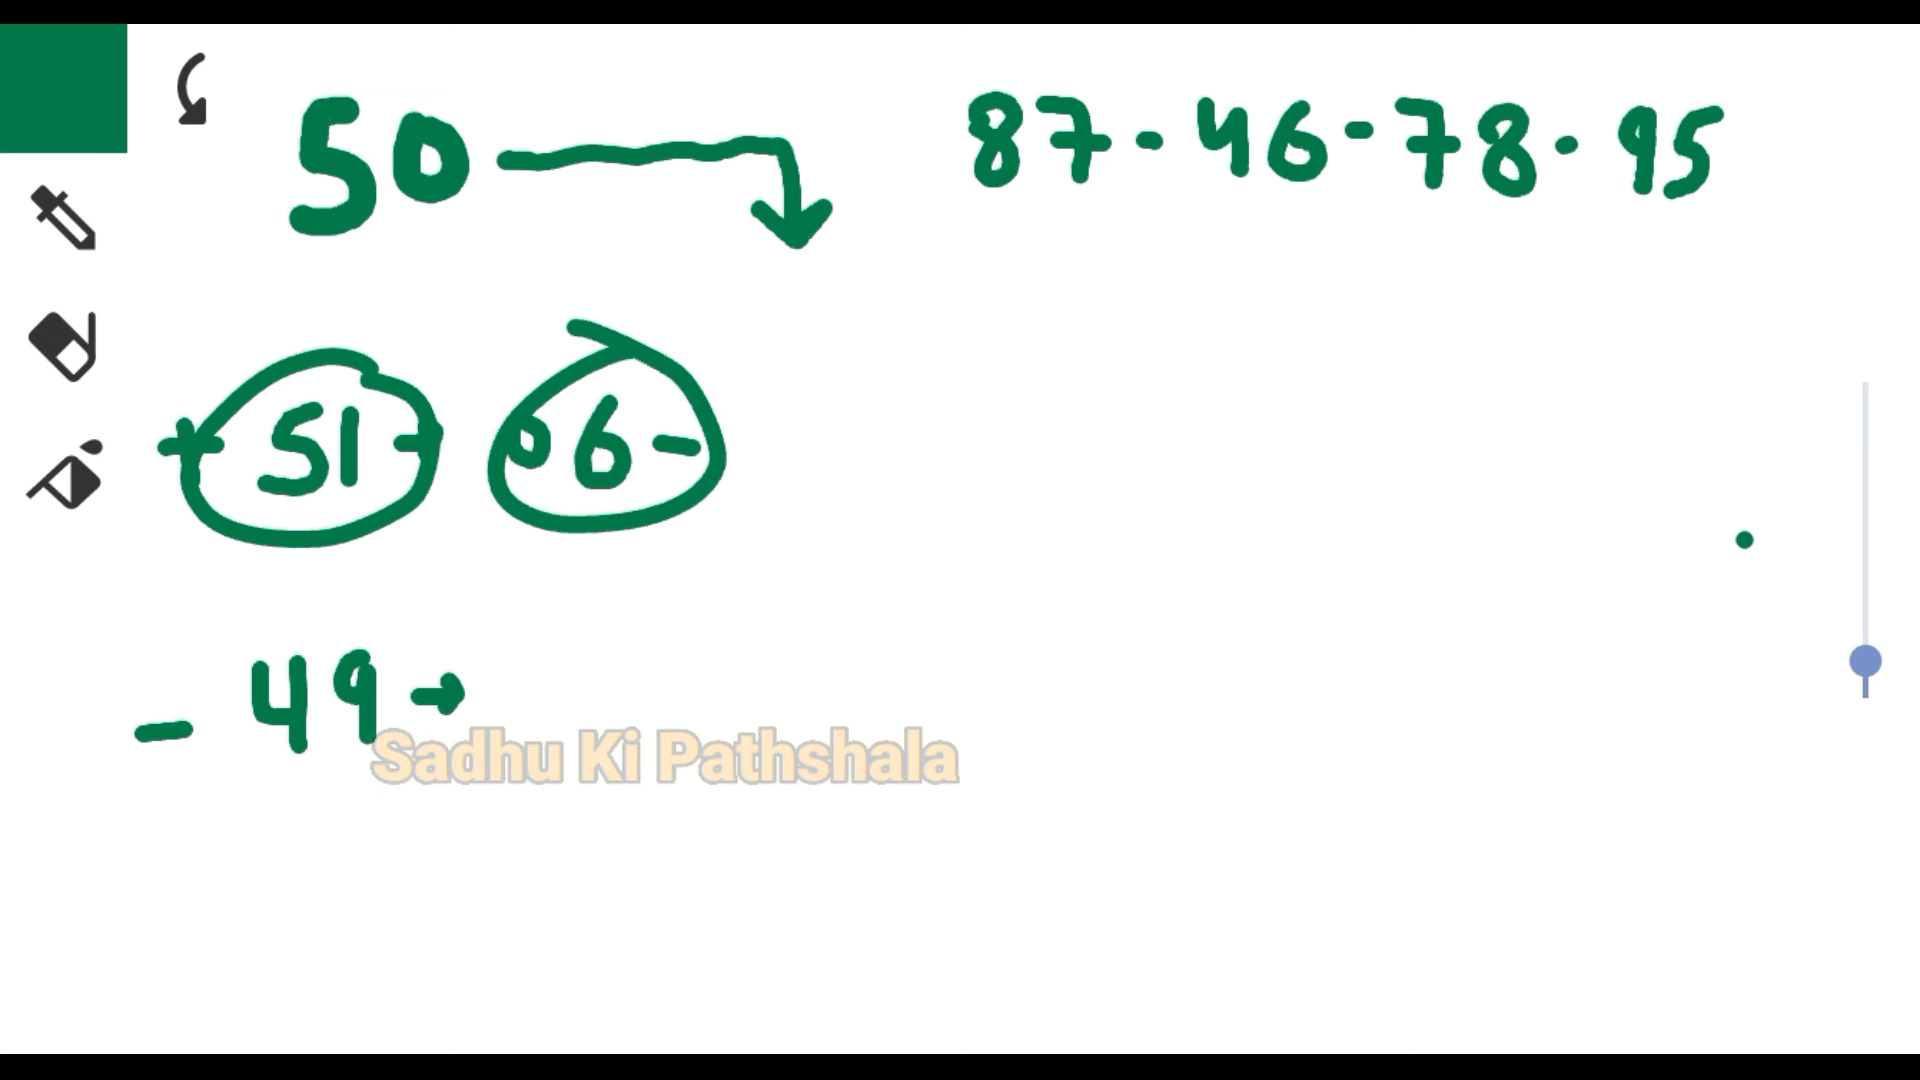 50
87 - 46 - 78 - 95
+ 51 → 06 -
- 49 →
Sadhu Ki Pathshala